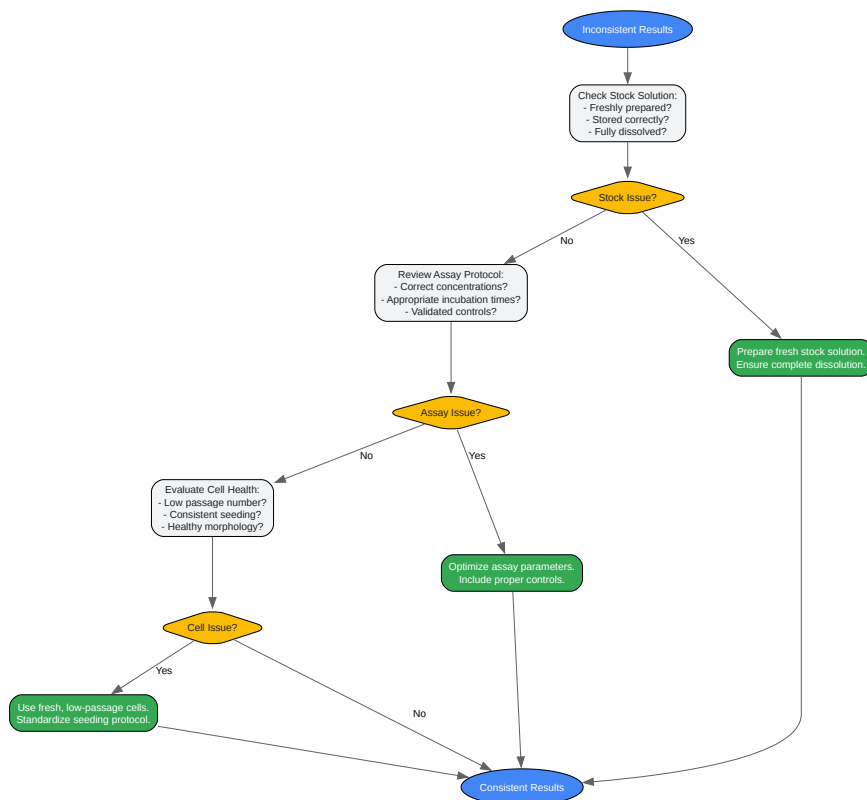 Inconsistent Results
Check Stock Solution:
- Freshly prepared?
- Stored correctly?
- Fully dissolved?
Stock Issue?
No
Yes
Review Assay Protocol:
- Correct concentrations?
- Appropriate incubation times?
- Validated controls?
Prepare fresh stock solution.
Ensure complete dissolution.
Assay Issue?
No
Yes
Evaluate Cell Health:
- Low passage number?
- Consistent seeding?
- Healthy morphology?
Optimize assay parameters.
Include proper controls.
Cell Issue?
Yes
No
Use fresh, low-passage cells.
Standardize seeding protocol.
Consistent Results